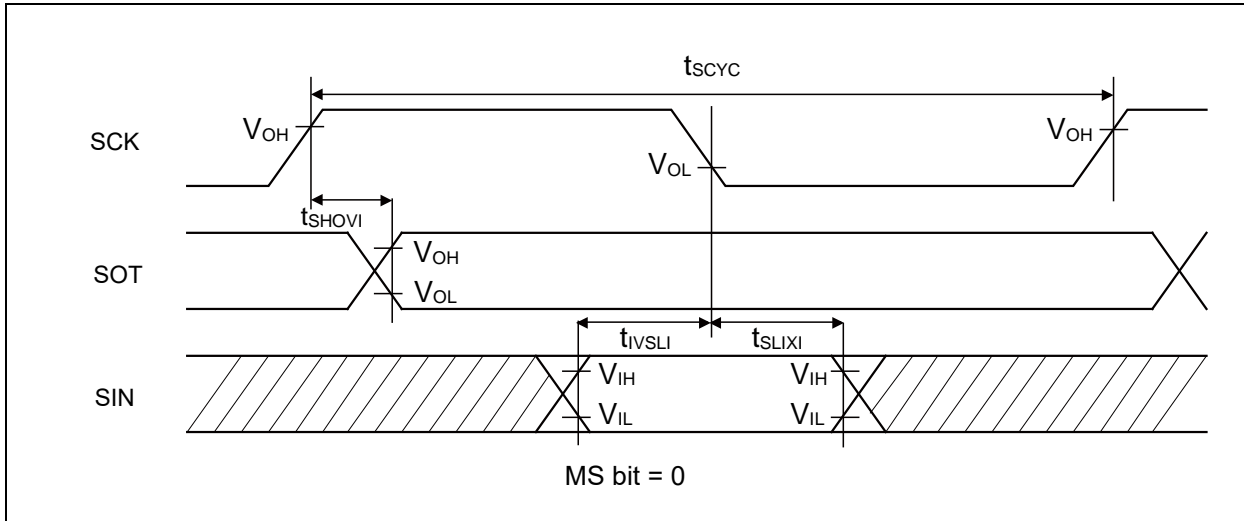 tSCYC
SCK
VOH
VOL
VOH
tSHOVI
SOT
VOH
VOL
tIVSLI
tSLIXI
SIN
VIH
VIL
VIH
VIL
MS bit = 0